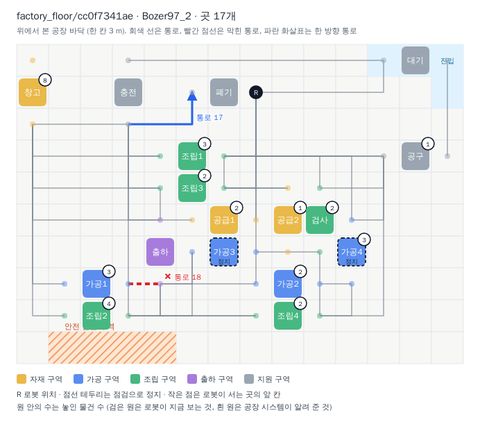 factory_floor/cc0f7341ae · Bozer97_2 · 곳 17개
위에서 본 공장 바닥 (한 칸 3 m). 회색 선은 통로, 빨간 점선은 막힌 통로, 파란 화살표는 한 방향 통로
대기
진입
8
창고
충전
폐기
R
통로 17
3
조립1
1
공구
2
조립3
2
공급1
1
공급2
2
검사
출하
가공3
정지
3
가공4
정지
통로 18
3
가공1
2
가공2
4
조립2
2
조립4
안전
자재 구역
가공 구역
조립 구역
출하 구역
지원 구역
R 로봇 위치 · 점선 테두리는 점검으로 정지 · 작은 점은 로봇이 서는 곳의 앞 칸
원 안의 수는 놓인 물건 수 (검은 원은 로봇이 지금 보는 것, 흰 원은 공장 시스템이 알려 준 것)